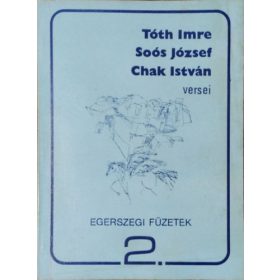 Tóth Imre
Soós József
Chak István
versei
EGERSZEGI FÜZETEK
2.